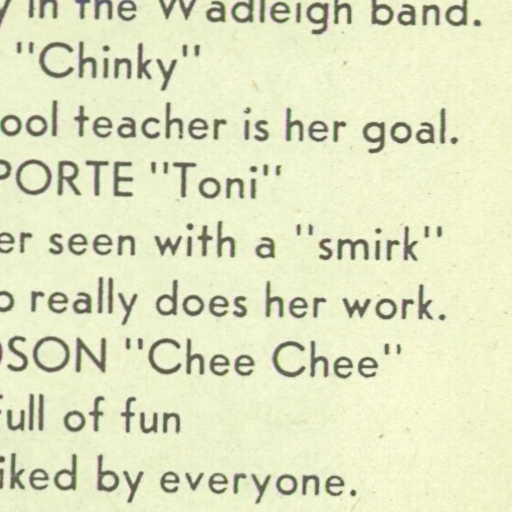 in the Wadleigh band.
"Chinky"
ool teacher is her goal.
PORTE "Toni"
er seen with a "smirk"
o really does her work.
SON "Chee Chee"
full of fun
iked by everyone.